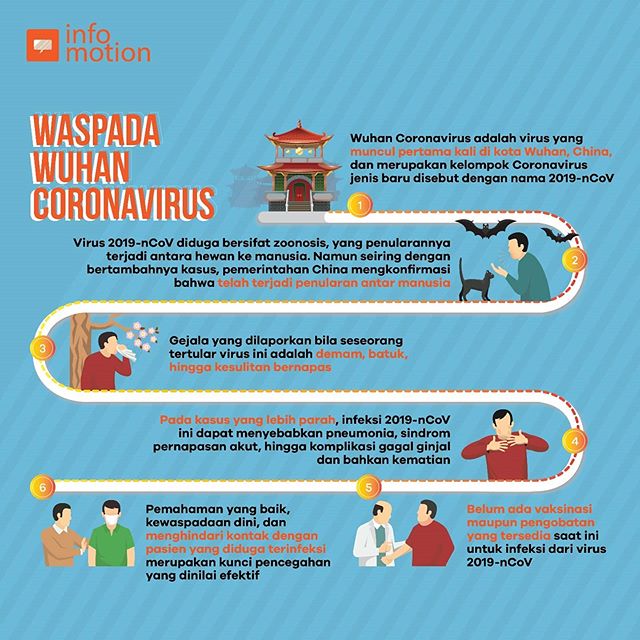 info
motion
WASPADA
WUHAN
CORONAVIRUS
Wuhan Coronavirus adalah virus yang
muncul pertama kali di kota Wuhan, China,
dan merupakan kelompok Coronavirus
jenis baru disebut dengan nama 2019-nCoV
1
Virus 2019-nCoV diduga bersifat zoonosis, yang penularannya
terjadi antara hewan ke manusia. Namun seiring dengan
bertambahnya kasus, pemerintahan China mengkonfirmasi
bahwa telah terjadi penularan antar manusia
2
3
Gejala yang dilaporkan bila seseorang
tertular virus ini adalah demam, batuk,
hingga kesulitan bernapas
Pada kasus yang lebih parah, infeksi 2019-nCoV
ini dapat menyebabkan pneumonia, sindrom
pernapasan akut, hingga komplikasi gagal ginjal
dan bahkan kematian
4
5
Belum ada vaksinasi
maupun pengobatan
yang tersedia saat ini
untuk infeksi dari virus
2019-nCoV
6
Pemahaman yang baik,
kewaspadaan dini, dan
menghindari kontak dengan
pasien yang diduga terinfeksi
merupakan kunci pencegahan
yang dinilai efektif